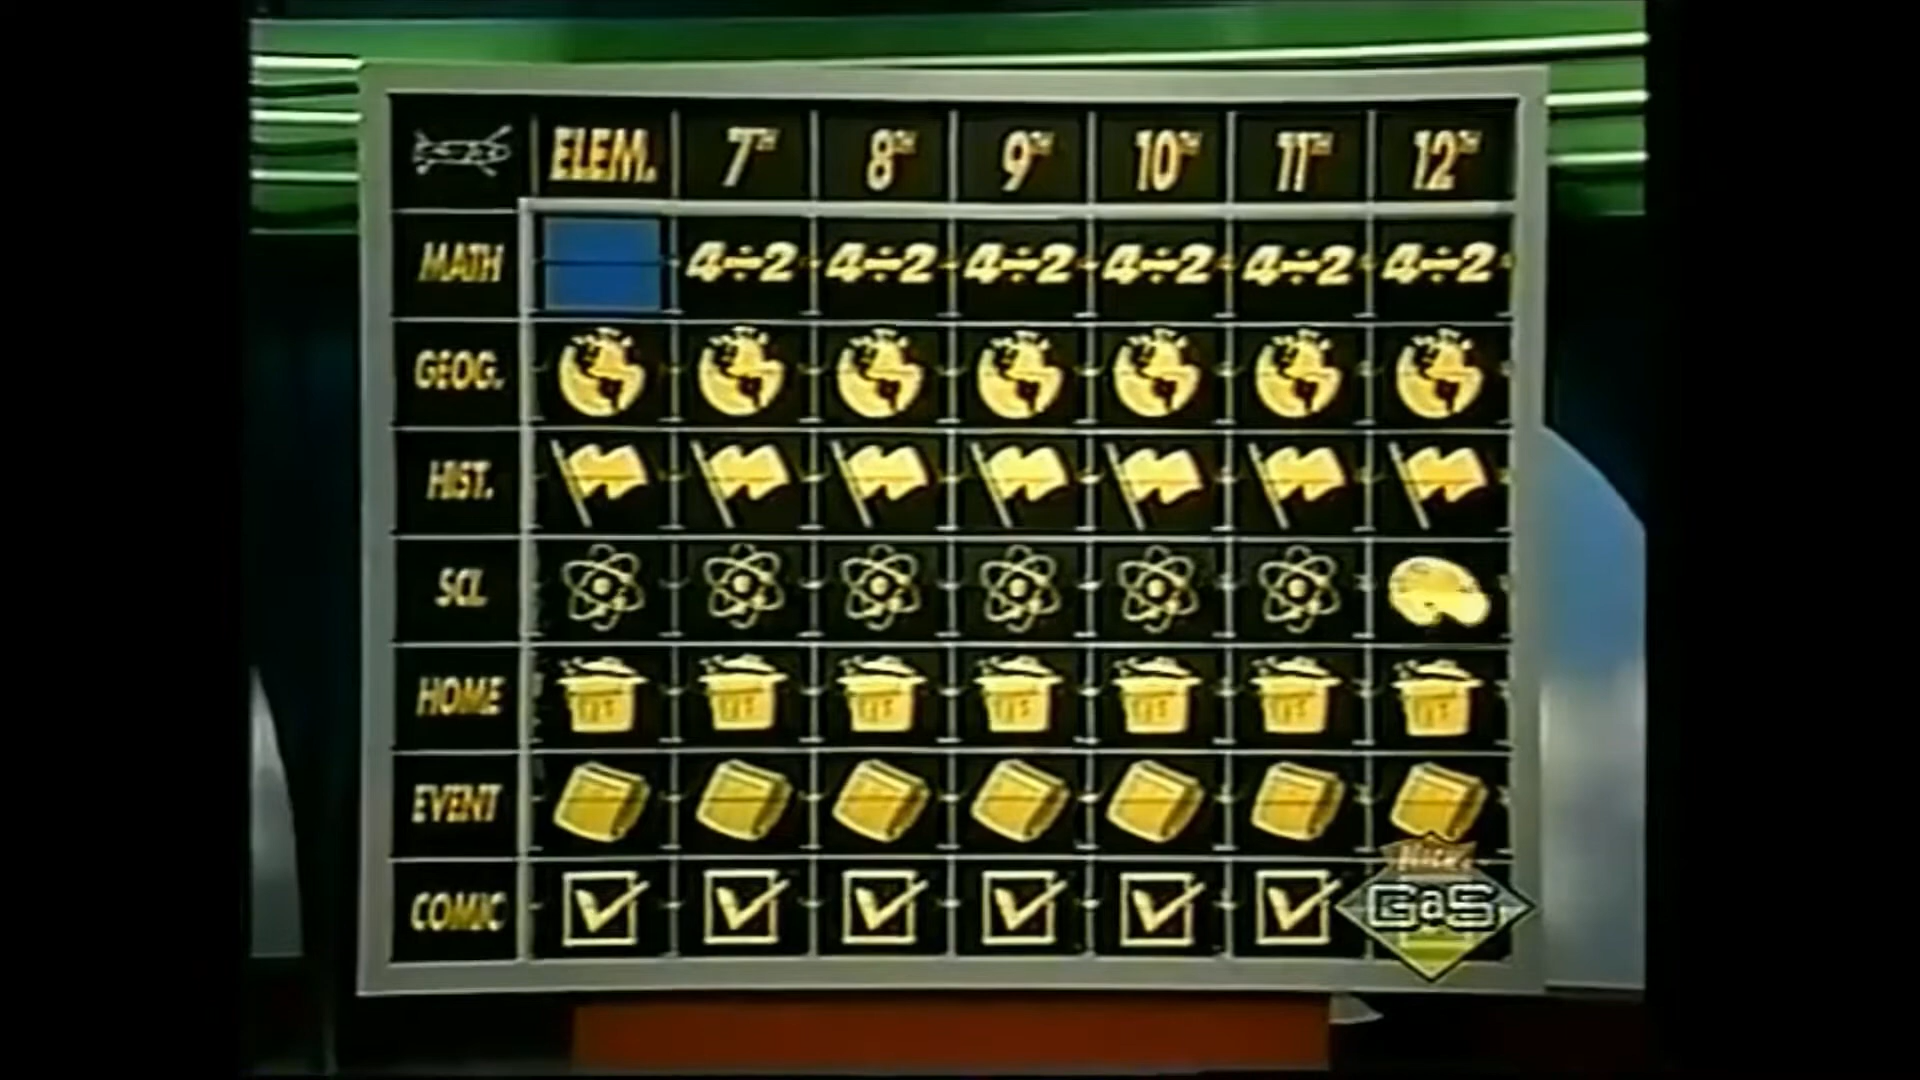 ELEM. 7TH 8TH 9TH 10TH 11TH 12TH
MATH 4÷2 4÷2 4÷2 4÷2 4÷2 4÷2
GEOG.
HIST.
SCI.
HOME
EVENT
COMIC
GaS